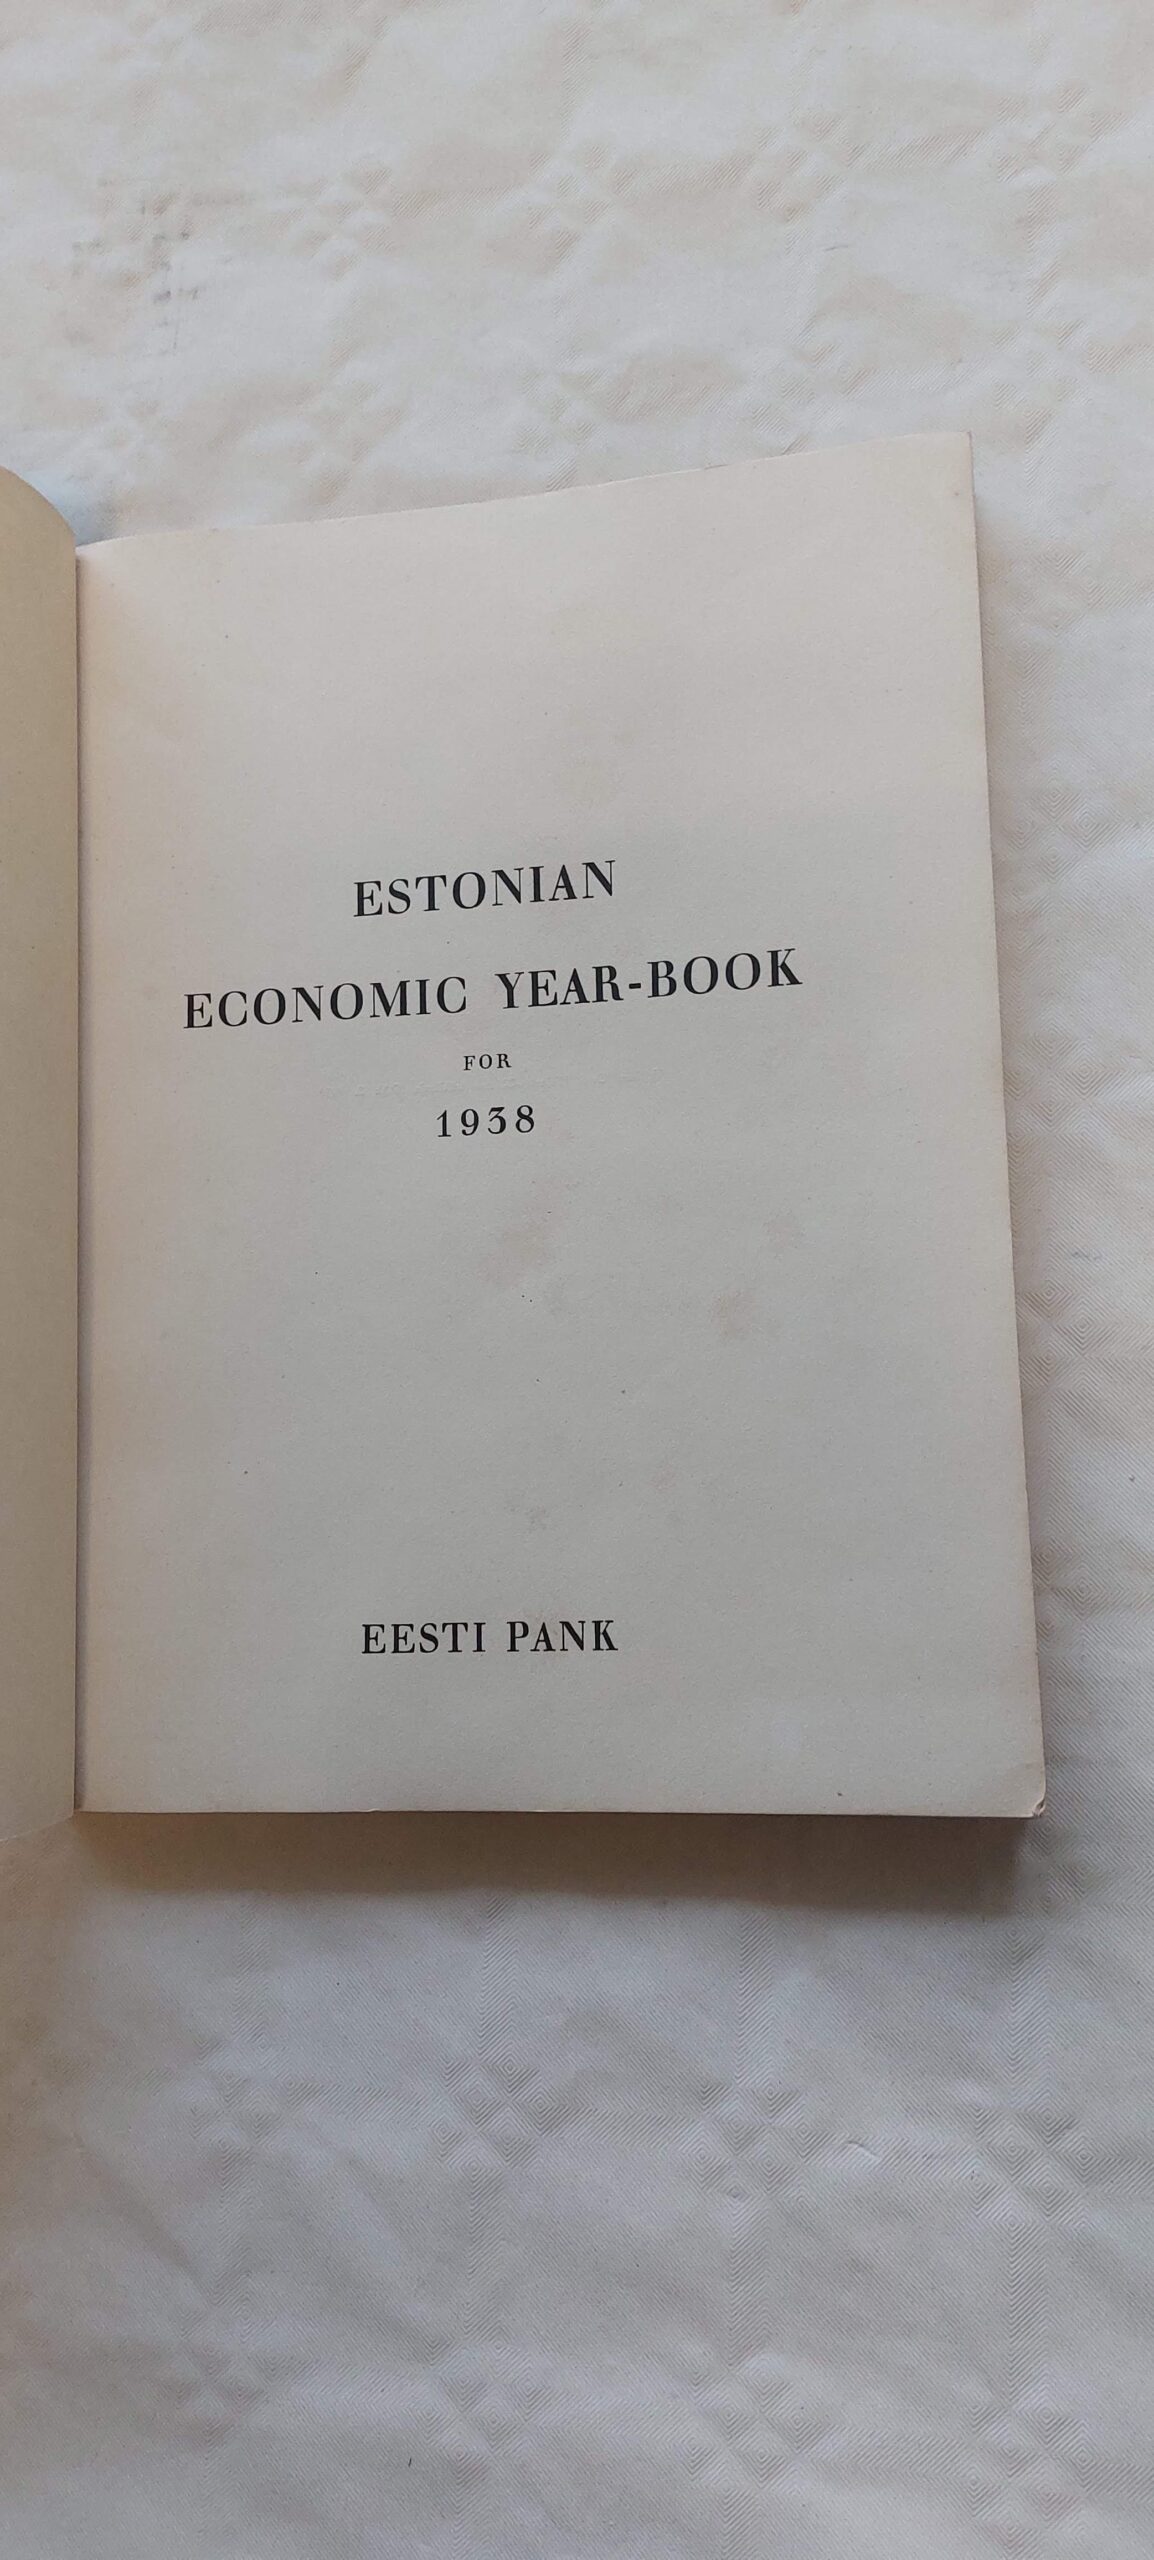 ESTONIAN
ECONOMIC YEAR-BOOK
FOR
1938
EESTI PANK